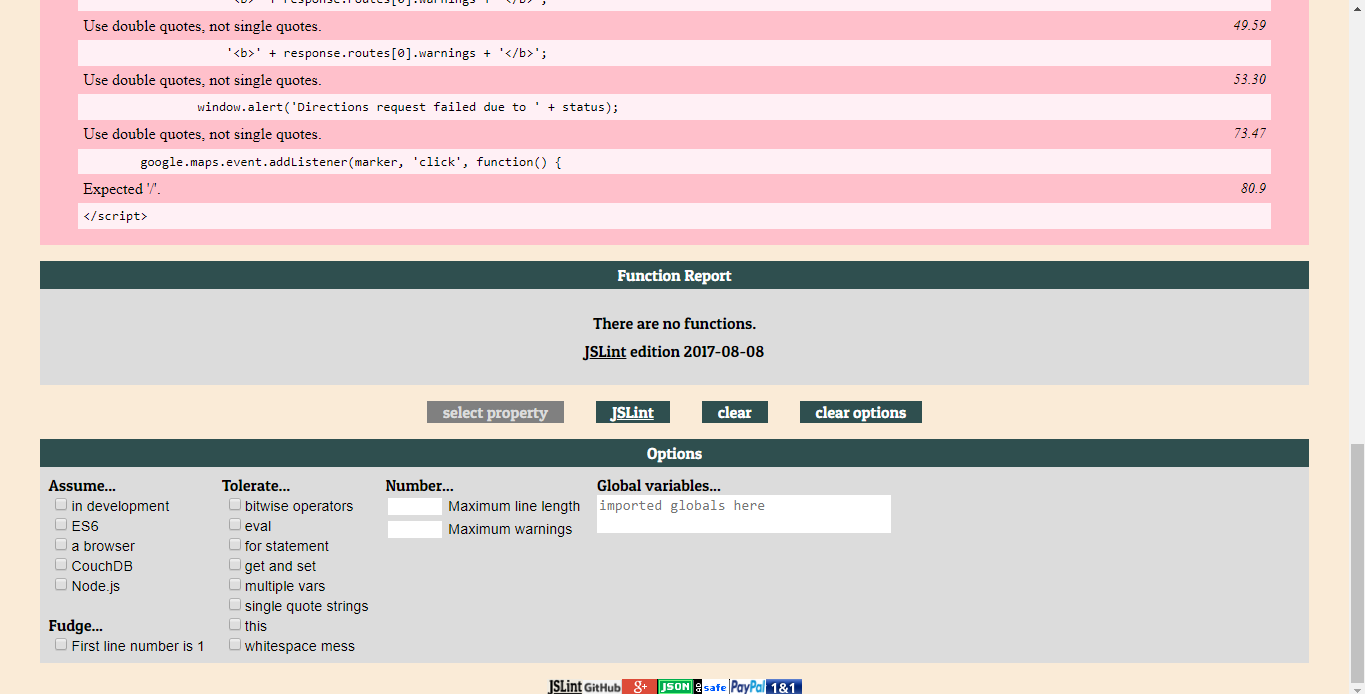 '<b>' + response.routes[0].warnings + '</b>';
Use double quotes, not single quotes. 49.59
'<b>' + response.routes[0].warnings + '</b>';
Use double quotes, not single quotes. 53.30
window.alert('Directions request failed due to ' + status);
Use double quotes, not single quotes. 73.47
google.maps.event.addListener(marker, 'click', function() {
Expected '/'. 80.9
</script>
Function Report
There are no functions.
JSLint edition 2017-08-08
select property JSLint clear clear options
Options
Assume... Tolerate... Number... Global variables...
in development bitwise operators Maximum line length imported globals here
ES6 eval Maximum warnings
a browser for statement
CouchDB get and set
Node.js multiple vars
single quote strings
Fudge... this
First line number is 1 whitespace mess
JSLint GitHub g+ JSON AD safe PayPal 1&1